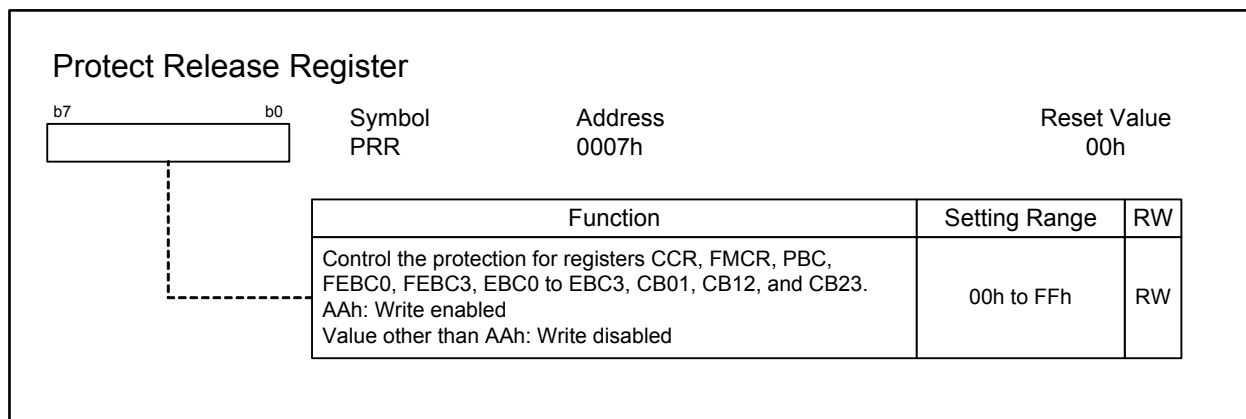 Protect Release Register
b7 b0
Symbol Address Reset Value
PRR 0007h 00h
Function Setting Range RW
Control the protection for registers CCR, FMCR, PBC,
FEBC0, FEBC3, EBC0 to EBC3, CB01, CB12, and CB23.
AAh: Write enabled
Value other than AAh: Write disabled
00h to FFh RW